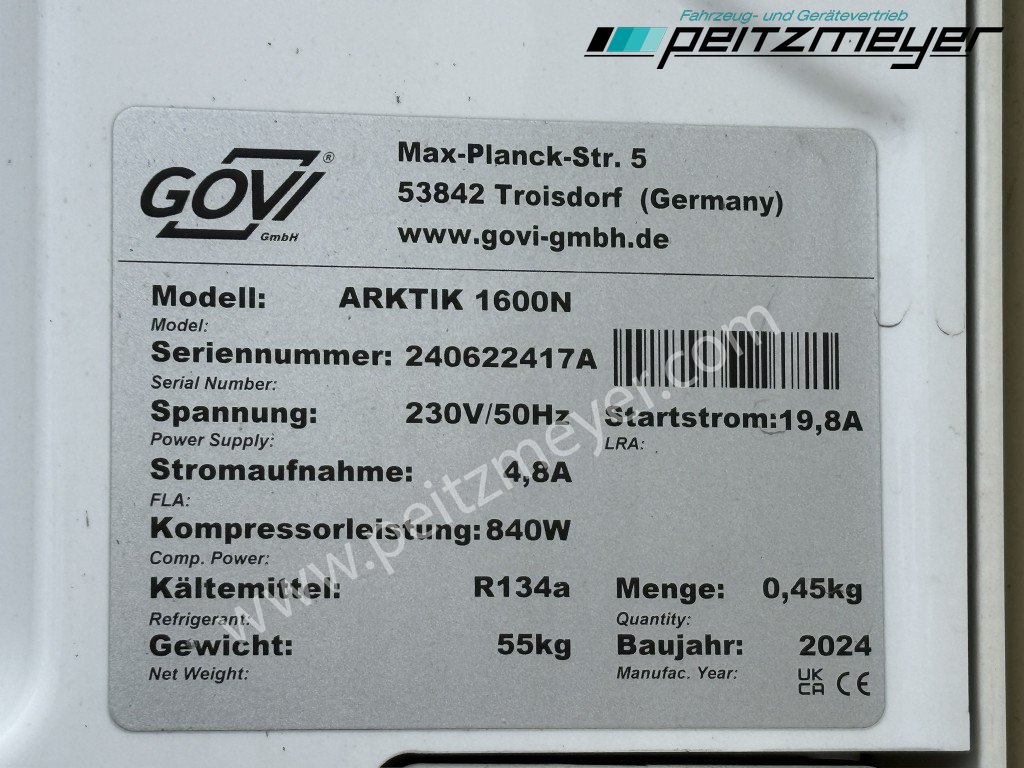 Fahrzeug- und Gerätevertrieb
peitzmeyer
GOVI®
GmbH
Max-Planck-Str. 5
53842 Troisdorf (Germany)
www.govi-gmbh.de
Modell: ARKTIK 1600N
Model:
Seriennummer: 240622417A
Serial Number:
Spannung: 230V/50Hz Startstrom:19,8A
Power Supply: LRA:
Stromaufnahme: 4,8A
FLA:
Kompressorleistung: 840W
Comp. Power:
Kältemittel: R134a Menge: 0,45kg
Refrigerant: Quantity:
Gewicht: 55kg Baujahr: 2024
Net Weight: Manufac. Year: UK CA CE
www.peitzmeyer.com